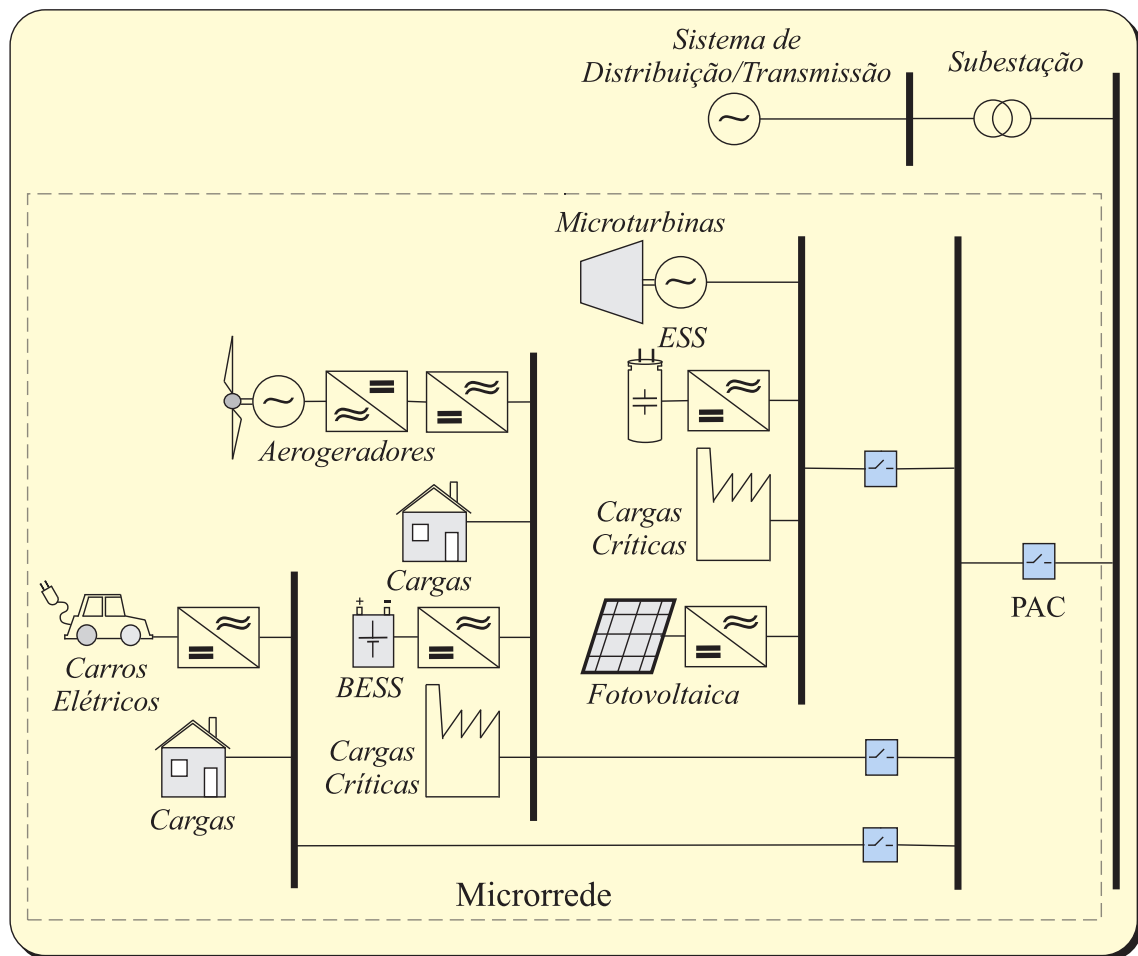 Sistema de
Distribuição/Transmissão
Subestação
Microturbinas
ESS
Aerogeradores
Cargas
Críticas
Cargas
PAC
+ -
BESS
Carros
Elétricos
Fotovoltaica
Cargas
Críticas
Cargas
Microrrede